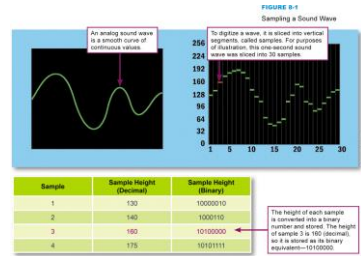 FIGURE 8-1
Sampling a Sound Wave
An analog sound wave
is a smooth curve of
continuous values.
To digitize a wave, it is sliced into vertical
segments, called samples. For purposes
of illustration, this one-second sound
wave was sliced into 30 samples.
256
224
192
160
128
96
64
32
0
1 5 10 15 20 25 30
Sample Sample Height (Decimal) Sample Height (Binary)
1 130 10000010
2 140 1000110
3 160 10100000
4 175 10101111
The height of each sample
is converted into a binary
number and stored. The height
of sample 3 is 160 (decimal),
so it is stored as its binary
equivalent—10100000.